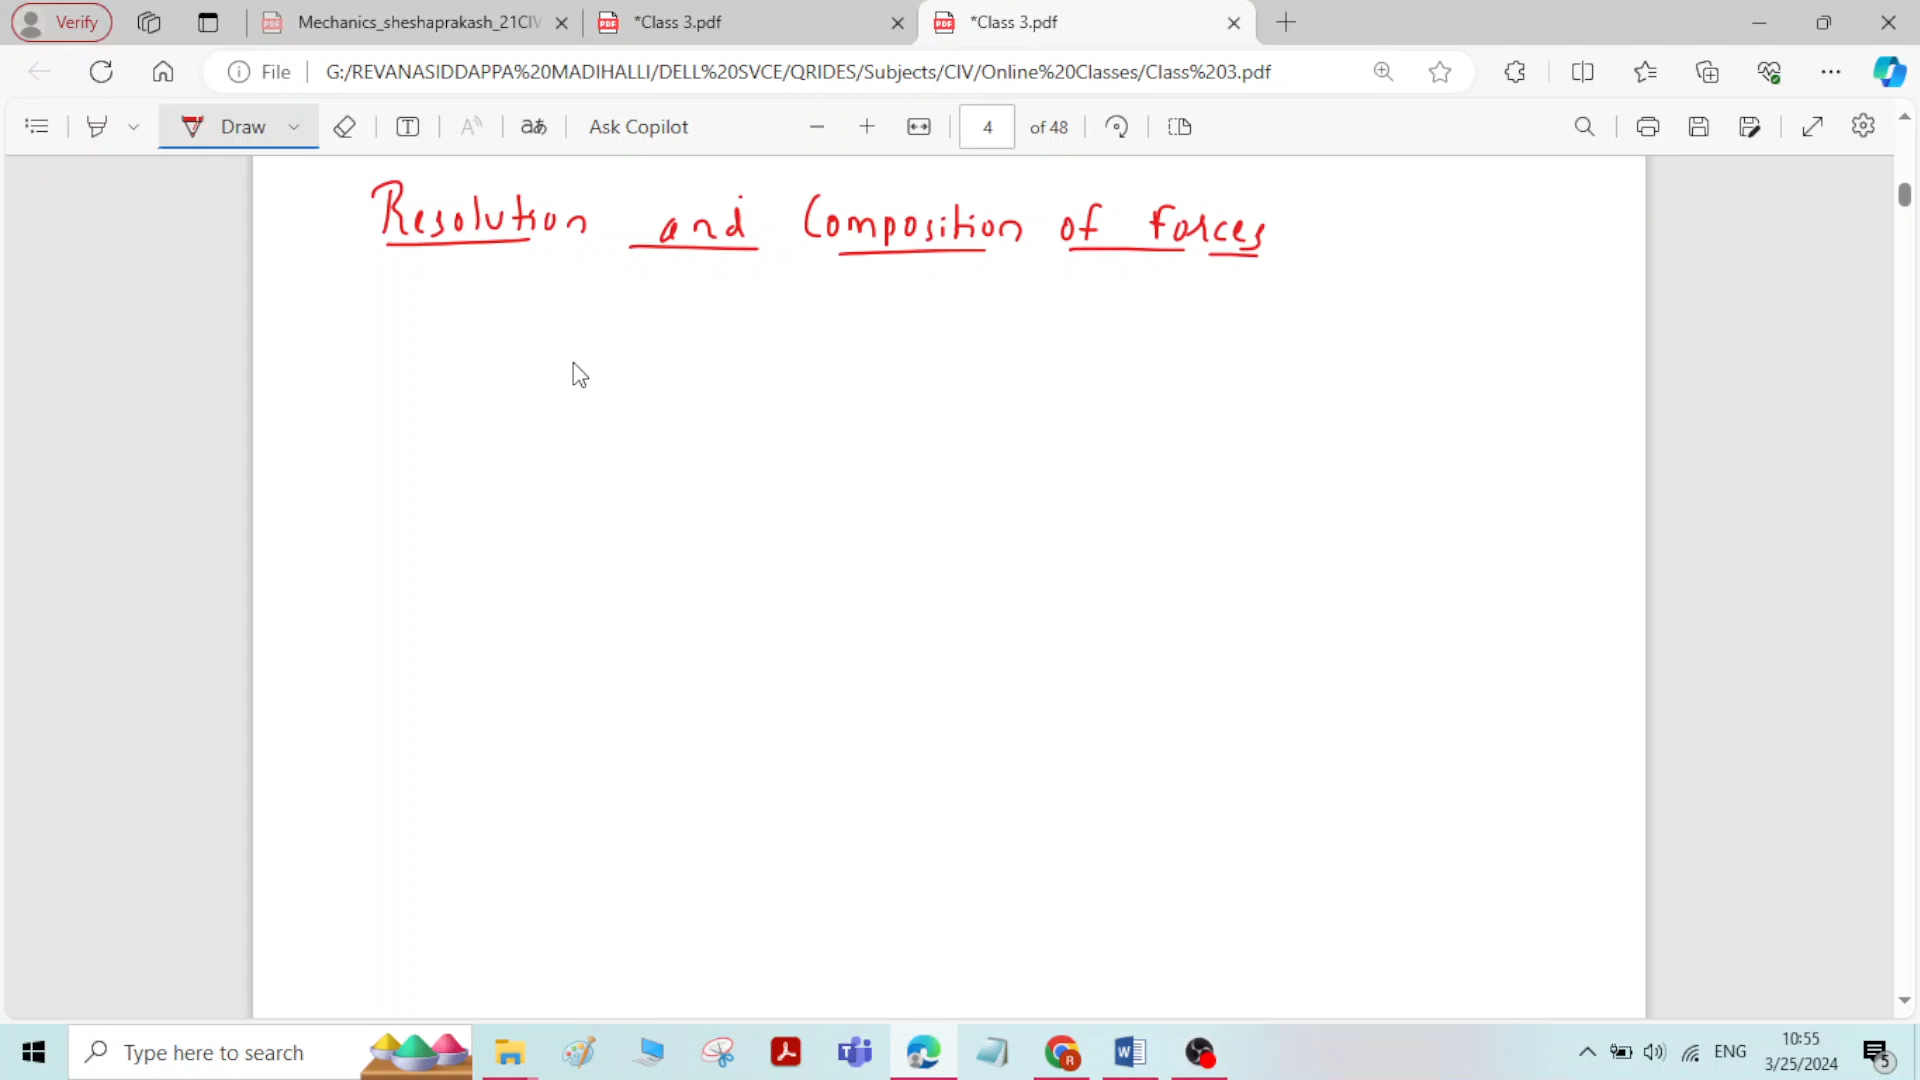 Verify
Mechanics_sheshaprakash_21CIV
*Class 3.pdf
*Class 3.pdf
File
G:/REVANASIDDAPPA%20MADIHALLI/DELL%20SVCE/QRIDES/Subjects/CIV/Online%20Classes/Class%203.pdf
Draw
Ask Copilot
4
of 48
Resolution and Composition of Forces
Type here to search
ENG
10:55
3/25/2024
5